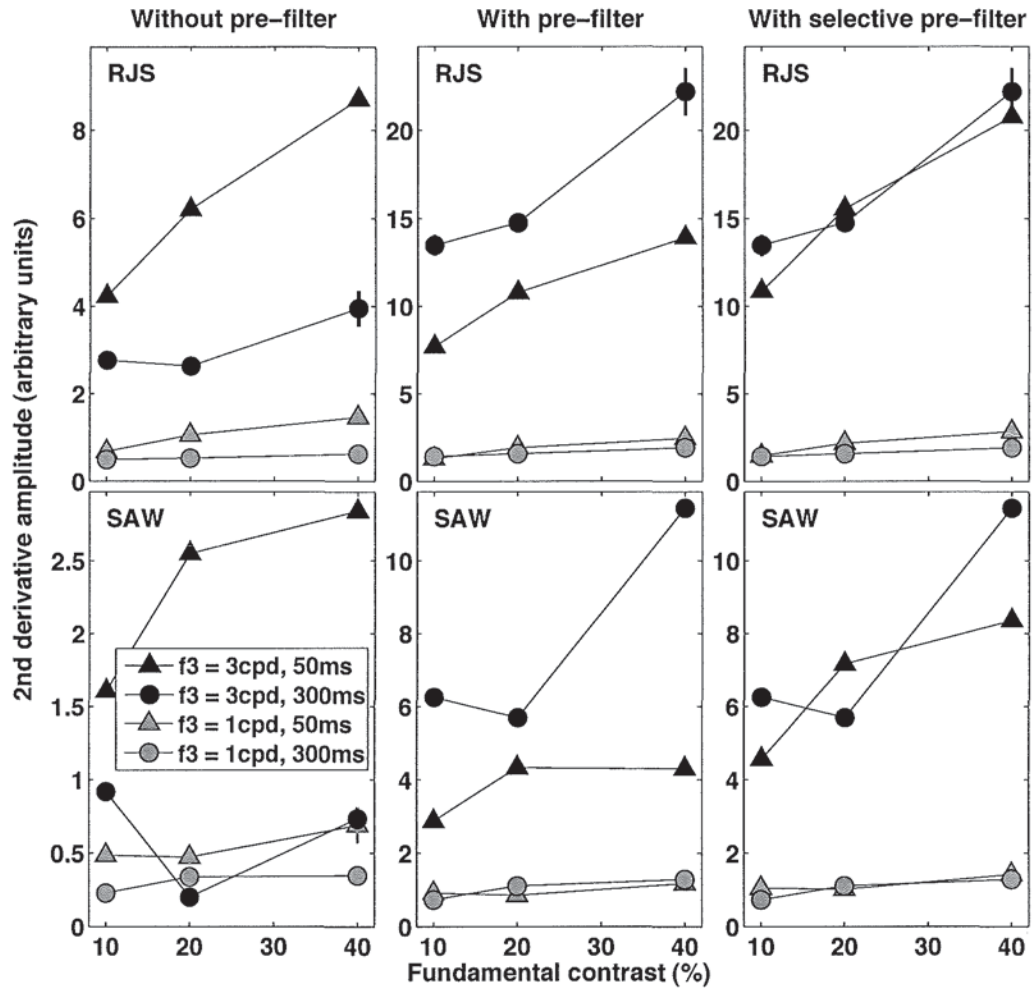 Without pre-filter
With pre-filter
With selective pre-filter
RJS
RJS
RJS
8
6
4
2
0
20
15
10
5
0
20
15
10
5
0
2nd derivative amplitude (arbitrary units)
SAW
SAW
SAW
2.5
2
1.5
1
0.5
0
10
8
6
4
2
0
10
8
6
4
2
0
f3 = 3cpd, 50ms
f3 = 3cpd, 300ms
f3 = 1cpd, 50ms
f3 = 1cpd, 300ms
10 20 30 40
10 20 30 40
10 20 30 40
Fundamental contrast (%)